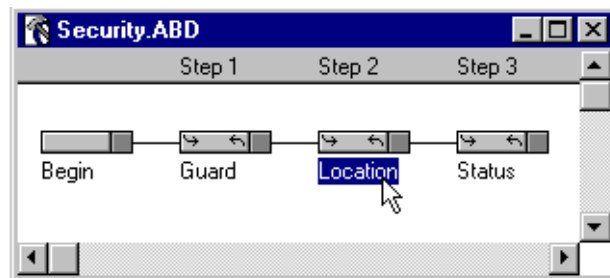 Security.ABD
Step 1 Step 2 Step 3
Begin Guard Location Status